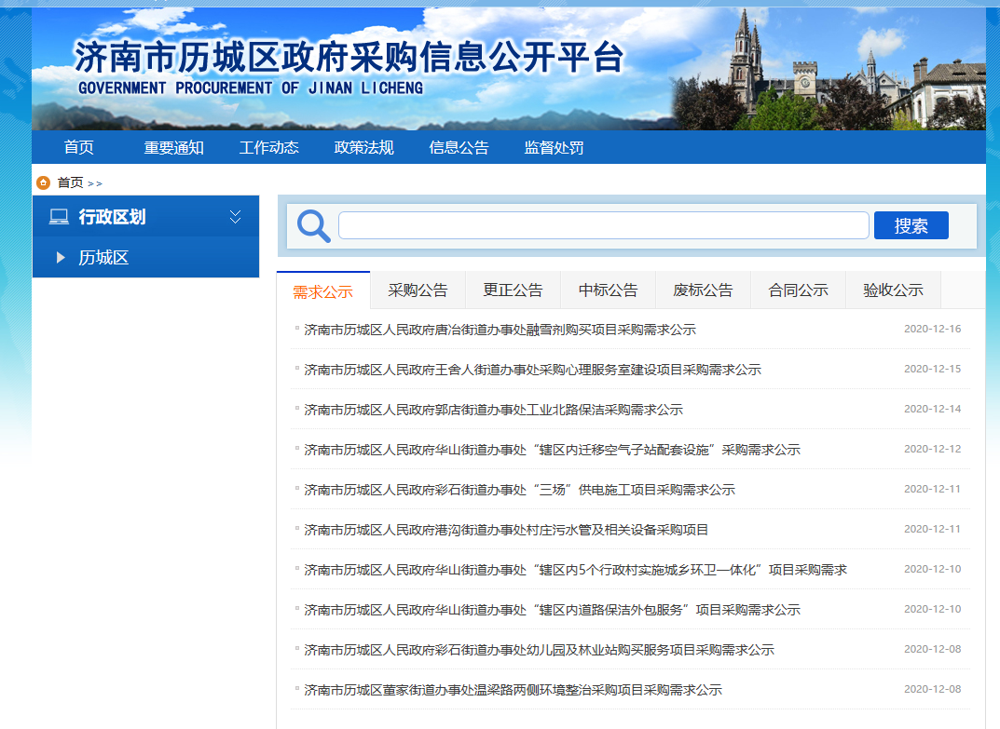 济南市历城区政府采购信息公开平台
GOVERNMENT PROCUREMENT OF JINAN LICHENG
首页 重要通知 工作动态 政策法规 信息公告 监督处罚
首页 >>
行政区划
历城区
搜索
需求公示 采购公告 更正公告 中标公告 废标公告 合同公示 验收公示
济南市历城区人民政府唐冶街道办事处融雪剂购买项目采购需求公示 2020-12-16
济南市历城区人民政府王舍人街道办事处采购心理服务室建设项目采购需求公示 2020-12-15
济南市历城区人民政府郭店街道办事处工业北路保洁采购需求公示 2020-12-14
济南市历城区人民政府华山街道办事处“辖区内迁移空气子站配套设施”采购需求公示 2020-12-12
济南市历城区人民政府彩石街道办事处“三场”供电施工项目采购需求公示 2020-12-11
济南市历城区人民政府港沟街道办事处村庄污水管及相关设备采购项目 2020-12-11
济南市历城区人民政府华山街道办事处“辖区内5个行政村实施城乡环卫一体化”项目采购需求 2020-12-10
济南市历城区人民政府华山街道办事处“辖区内道路保洁外包服务”项目采购需求公示 2020-12-10
济南市历城区人民政府彩石街道办事处幼儿园及林业站购买服务项目采购需求公示 2020-12-08
济南市历城区董家街道办事处温梁路两侧环境整治采购项目采购需求公示 2020-12-08